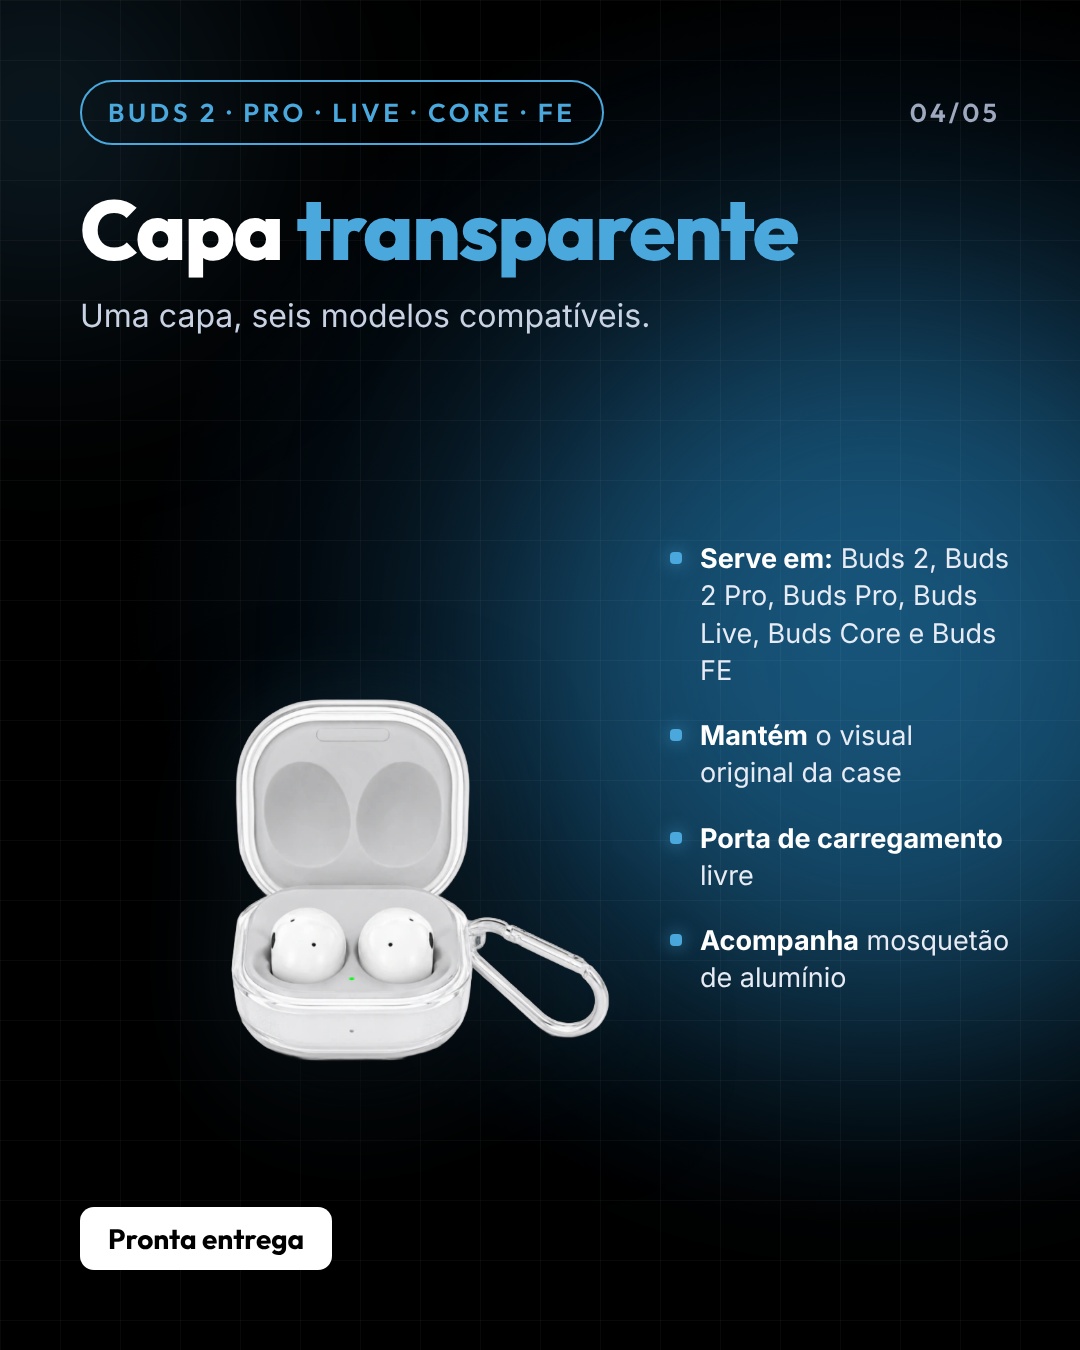 BUDS 2 · PRO · LIVE · CORE · FE
04/05
Capa transparente
Uma capa, seis modelos compatíveis.
Serve em: Buds 2, Buds
2 Pro, Buds Pro, Buds
Live, Buds Core e Buds
FE
Mantém o visual
original da case
Porta de carregamento
livre
Acompanha mosquetão
de alumínio
Pronta entrega